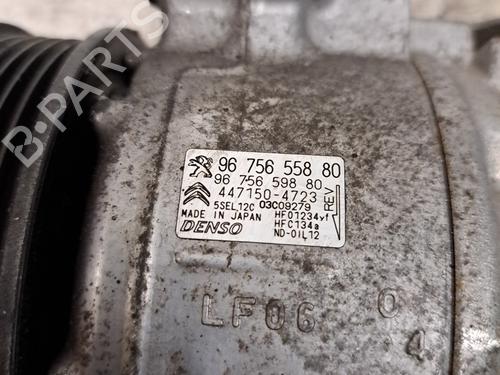 96 756 558 80
96 756 598 80
447150-4723
5SEL12C 03C09279
MADE IN JAPAN
DENSO
HF01234yf
HFC134a
ND-OIL12
REV
LF06 0
4